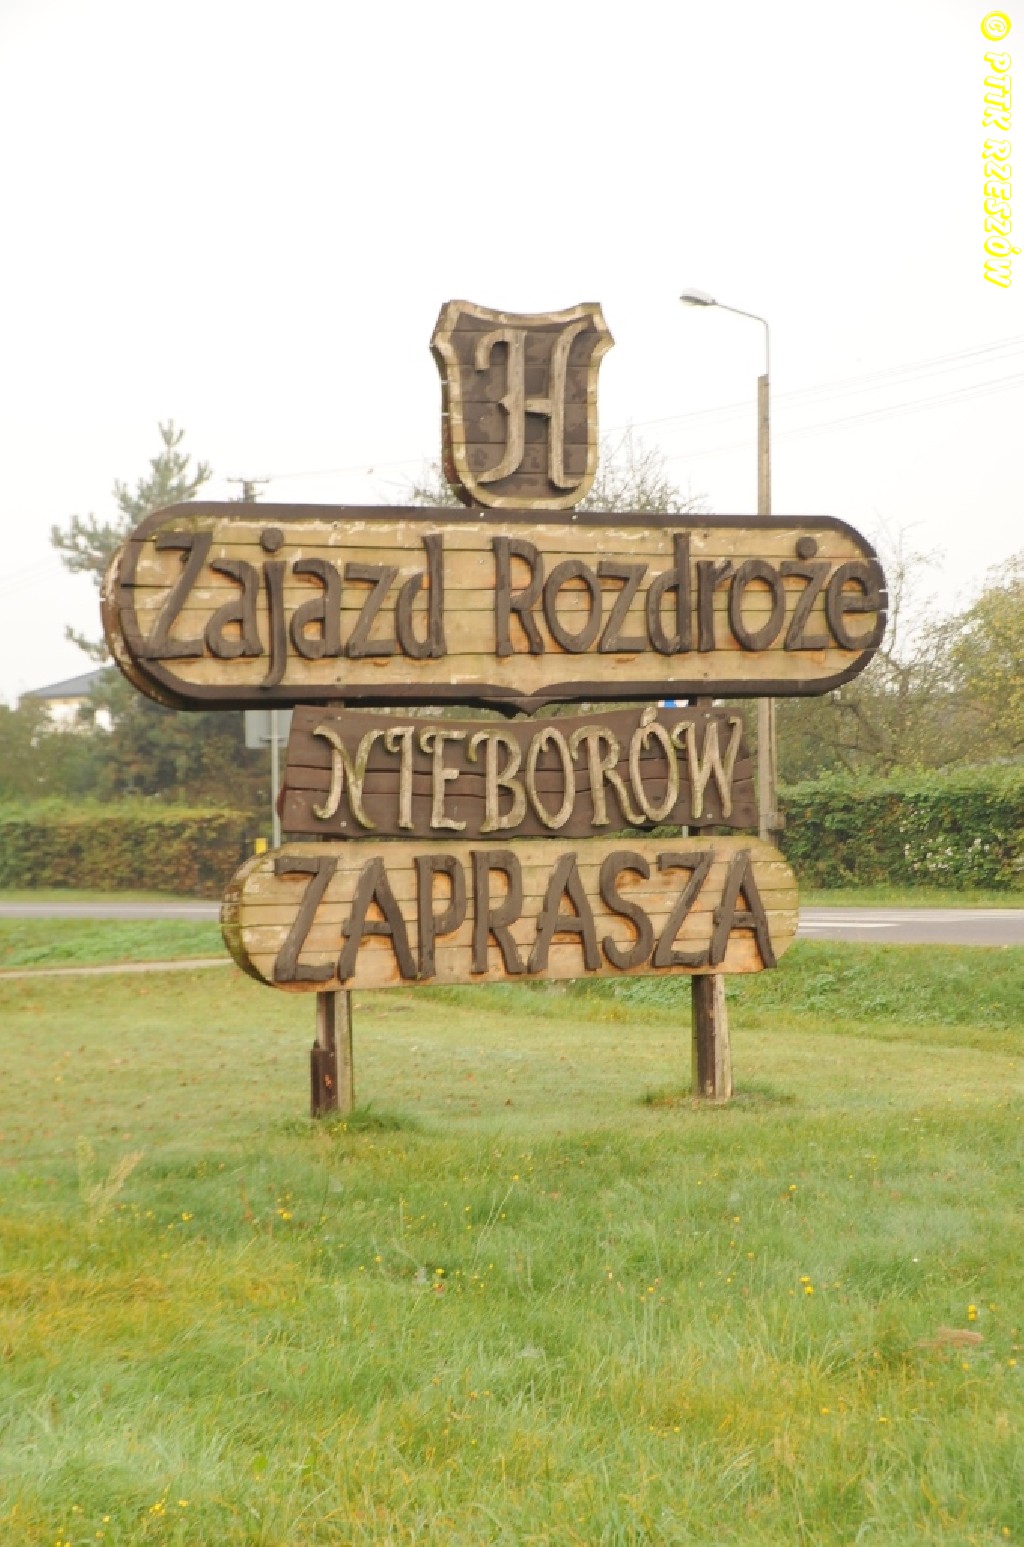 H
Zajazd Rozdroże
NIEBORÓW
ZAPRASZA
© PTTK RZESZÓW